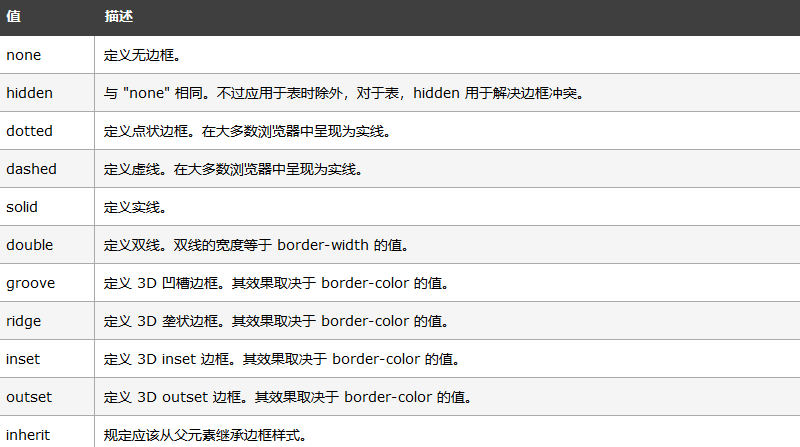 值 描述
none 定义无边框。
hidden 与 "none" 相同。不过应用于表时除外，对于表，hidden 用于解决边框冲突。
dotted 定义点状边框。在大多数浏览器中呈现为实线。
dashed 定义虚线。在大多数浏览器中呈现为实线。
solid 定义实线。
double 定义双线。双线的宽度等于 border-width 的值。
groove 定义 3D 凹槽边框。其效果取决于 border-color 的值。
ridge 定义 3D 垄状边框。其效果取决于 border-color 的值。
inset 定义 3D inset 边框。其效果取决于 border-color 的值。
outset 定义 3D outset 边框。其效果取决于 border-color 的值。
inherit 规定应该从父元素继承边框样式。